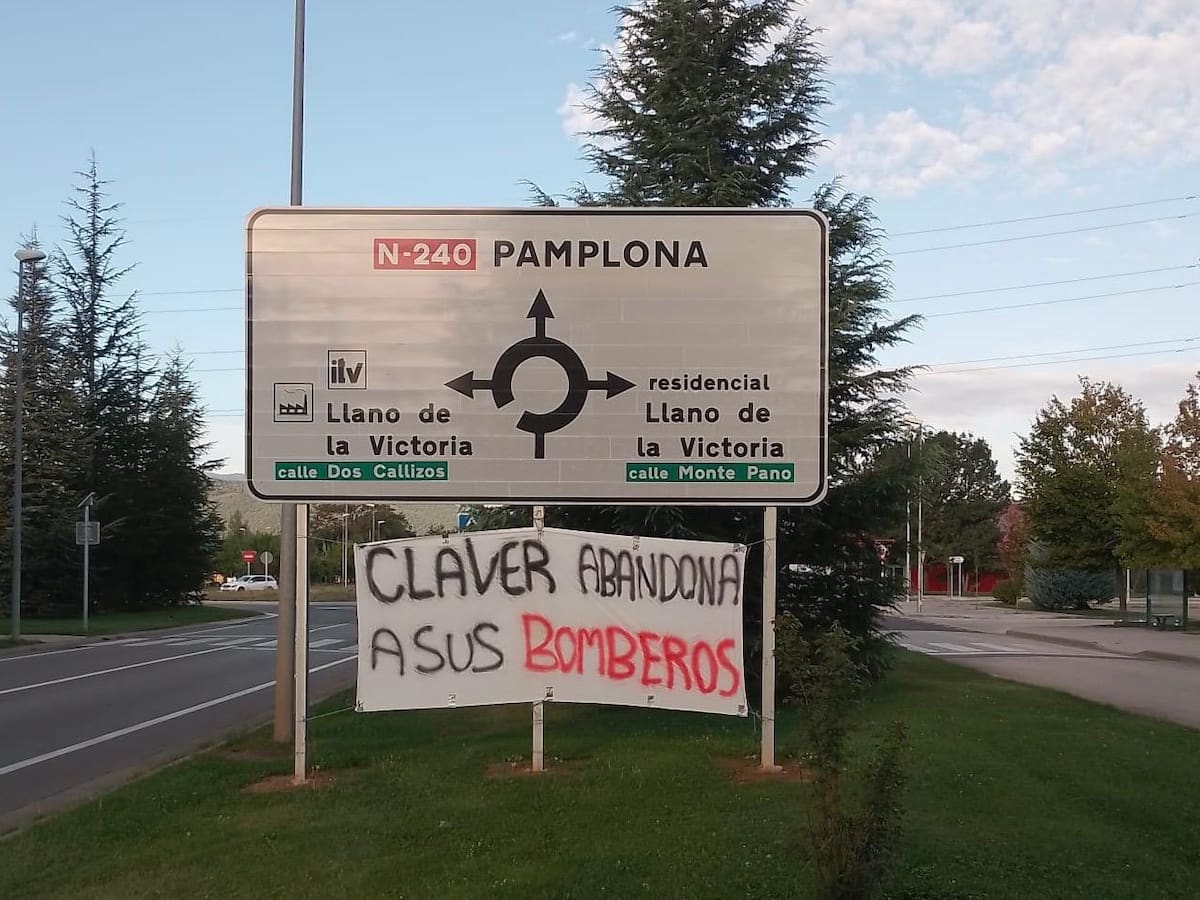 N-240 PAMPLONA
itv
Llano de
la Victoria
calle Dos Callizos
residencial
Llano de
la Victoria
calle Monte Pano
CLAVER ABANDONA
A SUS BOMBEROS